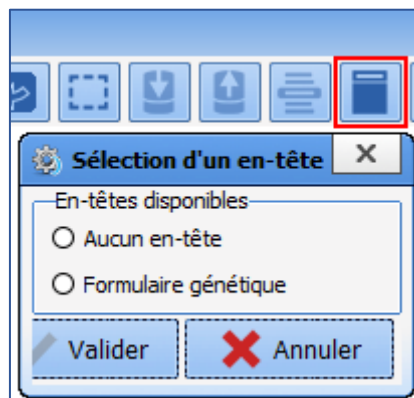 Sélection d'un en-tête
En-têtes disponibles
Aucun en-tête
Formulaire génétique
Valider
Annuler